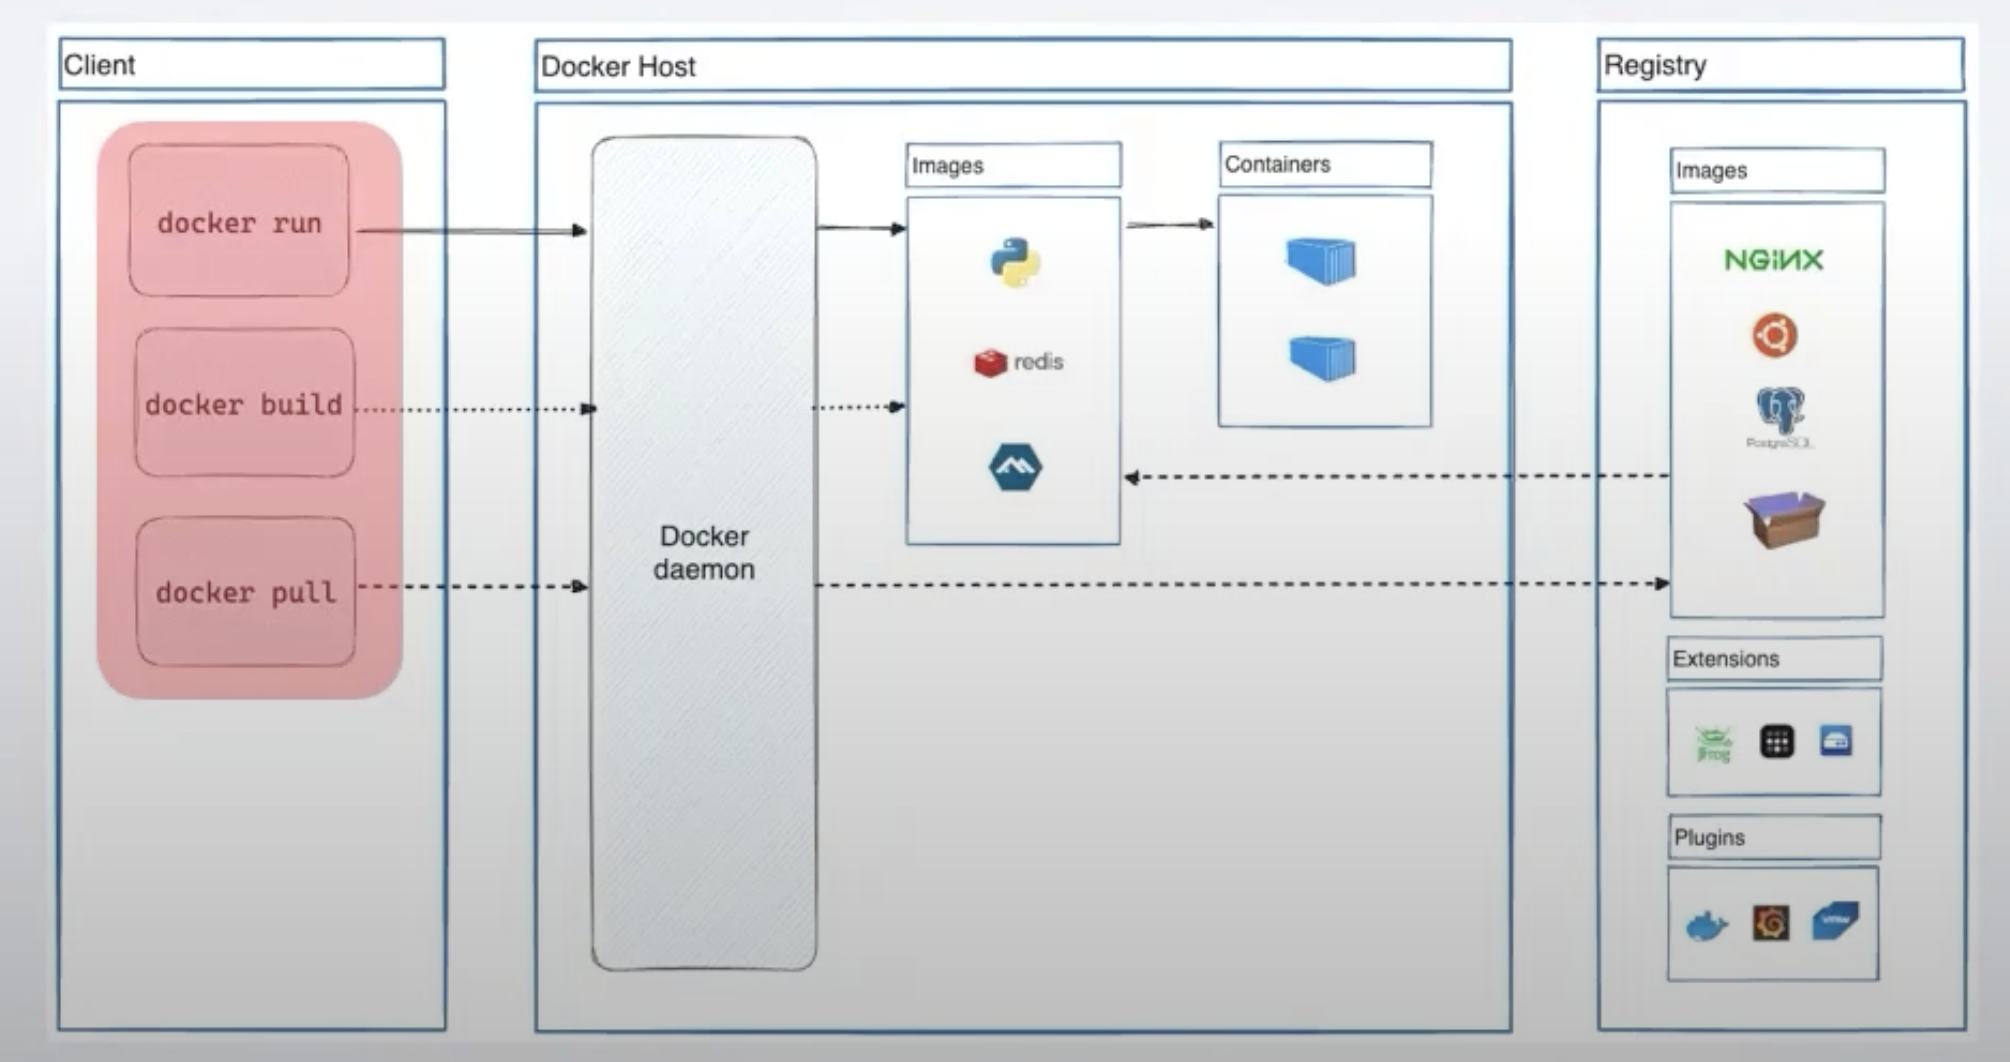 Client
docker run
docker build
docker pull
Docker Host
Docker
daemon
Images
redis
Containers
Registry
Images
NGINX
PostgreSQL
Extensions
JFrog
Plugins
vmw